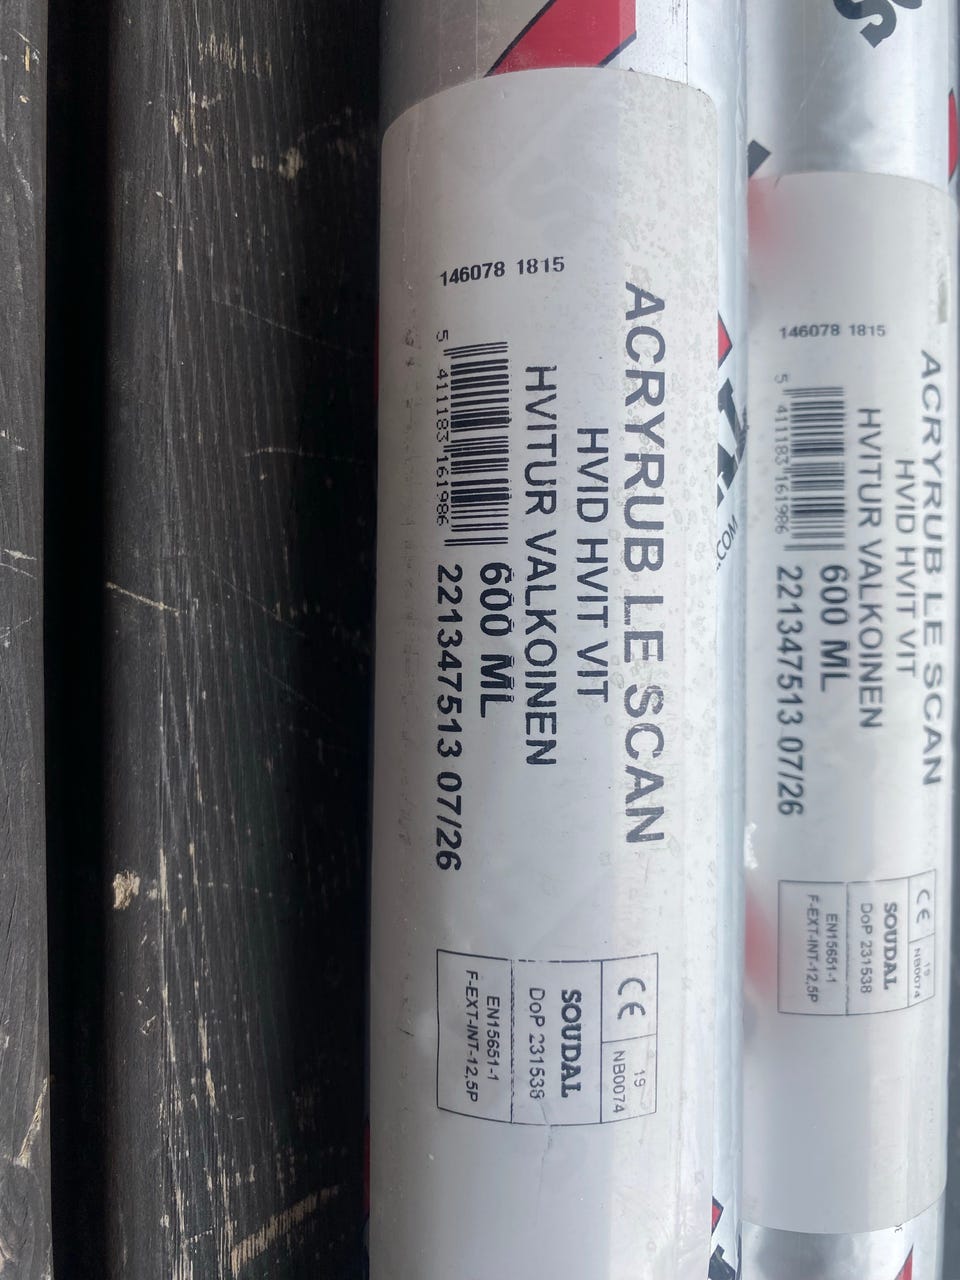 ACRYRUB LE SCAN
HVID HVIT VIT
HVITUR VALKOINEN
600 ML
221347513 07/26
146078 1815
5 411183 161986
CE
19
NB0074
SOUDAL
DoP 231538
EN15651-1
F-EXT-INT-12,5P
.COM
ACRYRUB LE SCAN
HVID HVIT VIT
HVITUR VALKOINEN
600 ML
221347513 07/26
146078 1815
5 411183 161986
CE
19
NB0074
SOUDAL
DoP 231538
EN15651-1
F-EXT-INT-12,5P